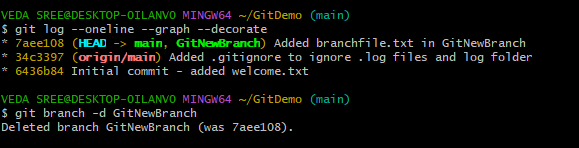 VEDA SREE@DESKTOP-OILANVO MINGW64 ~/GitDemo (main)
$ git log --oneline --graph --decorate
* 7aee108 (HEAD -> main, GitNewBranch) Added branchfile.txt in GitNewBranch
* 34c3397 (origin/main) Added .gitignore to ignore .log files and log folder
* 6436b84 Initial commit - added welcome.txt
VEDA SREE@DESKTOP-OILANVO MINGW64 ~/GitDemo (main)
$ git branch -d GitNewBranch
Deleted branch GitNewBranch (was 7aee108).